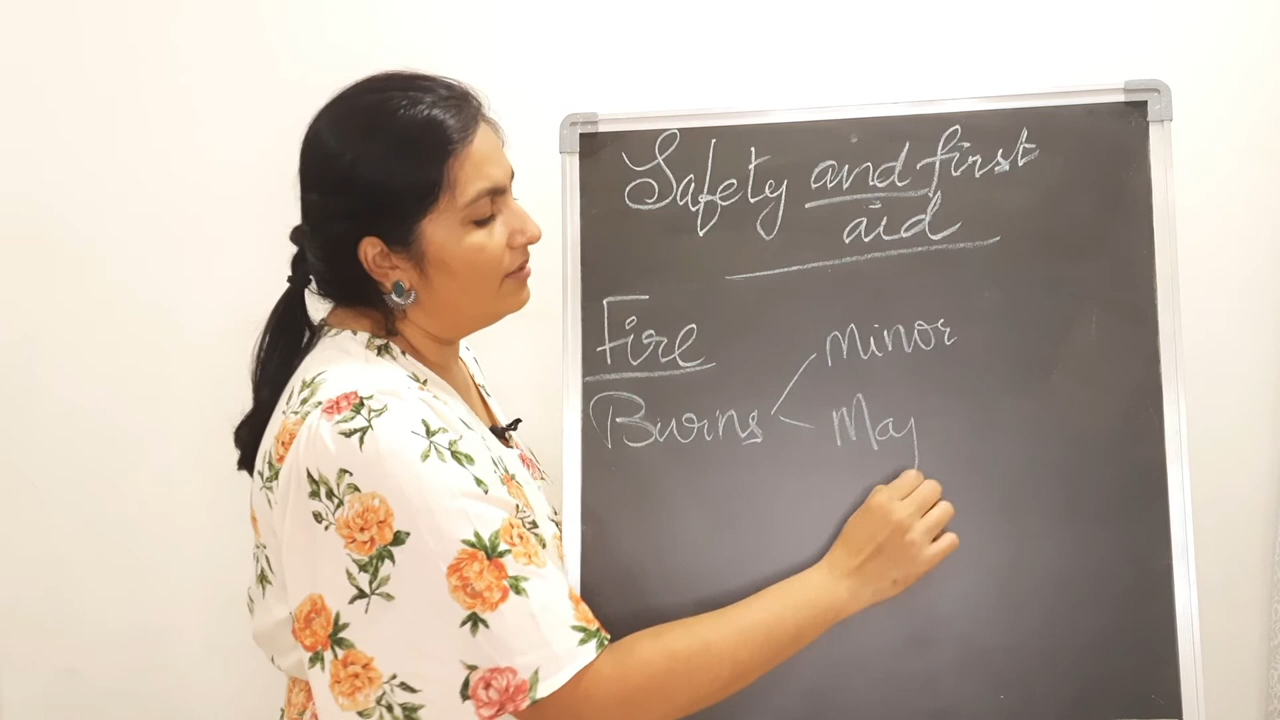 Safety and first
aid
Fire
Minor
Burns
Maj